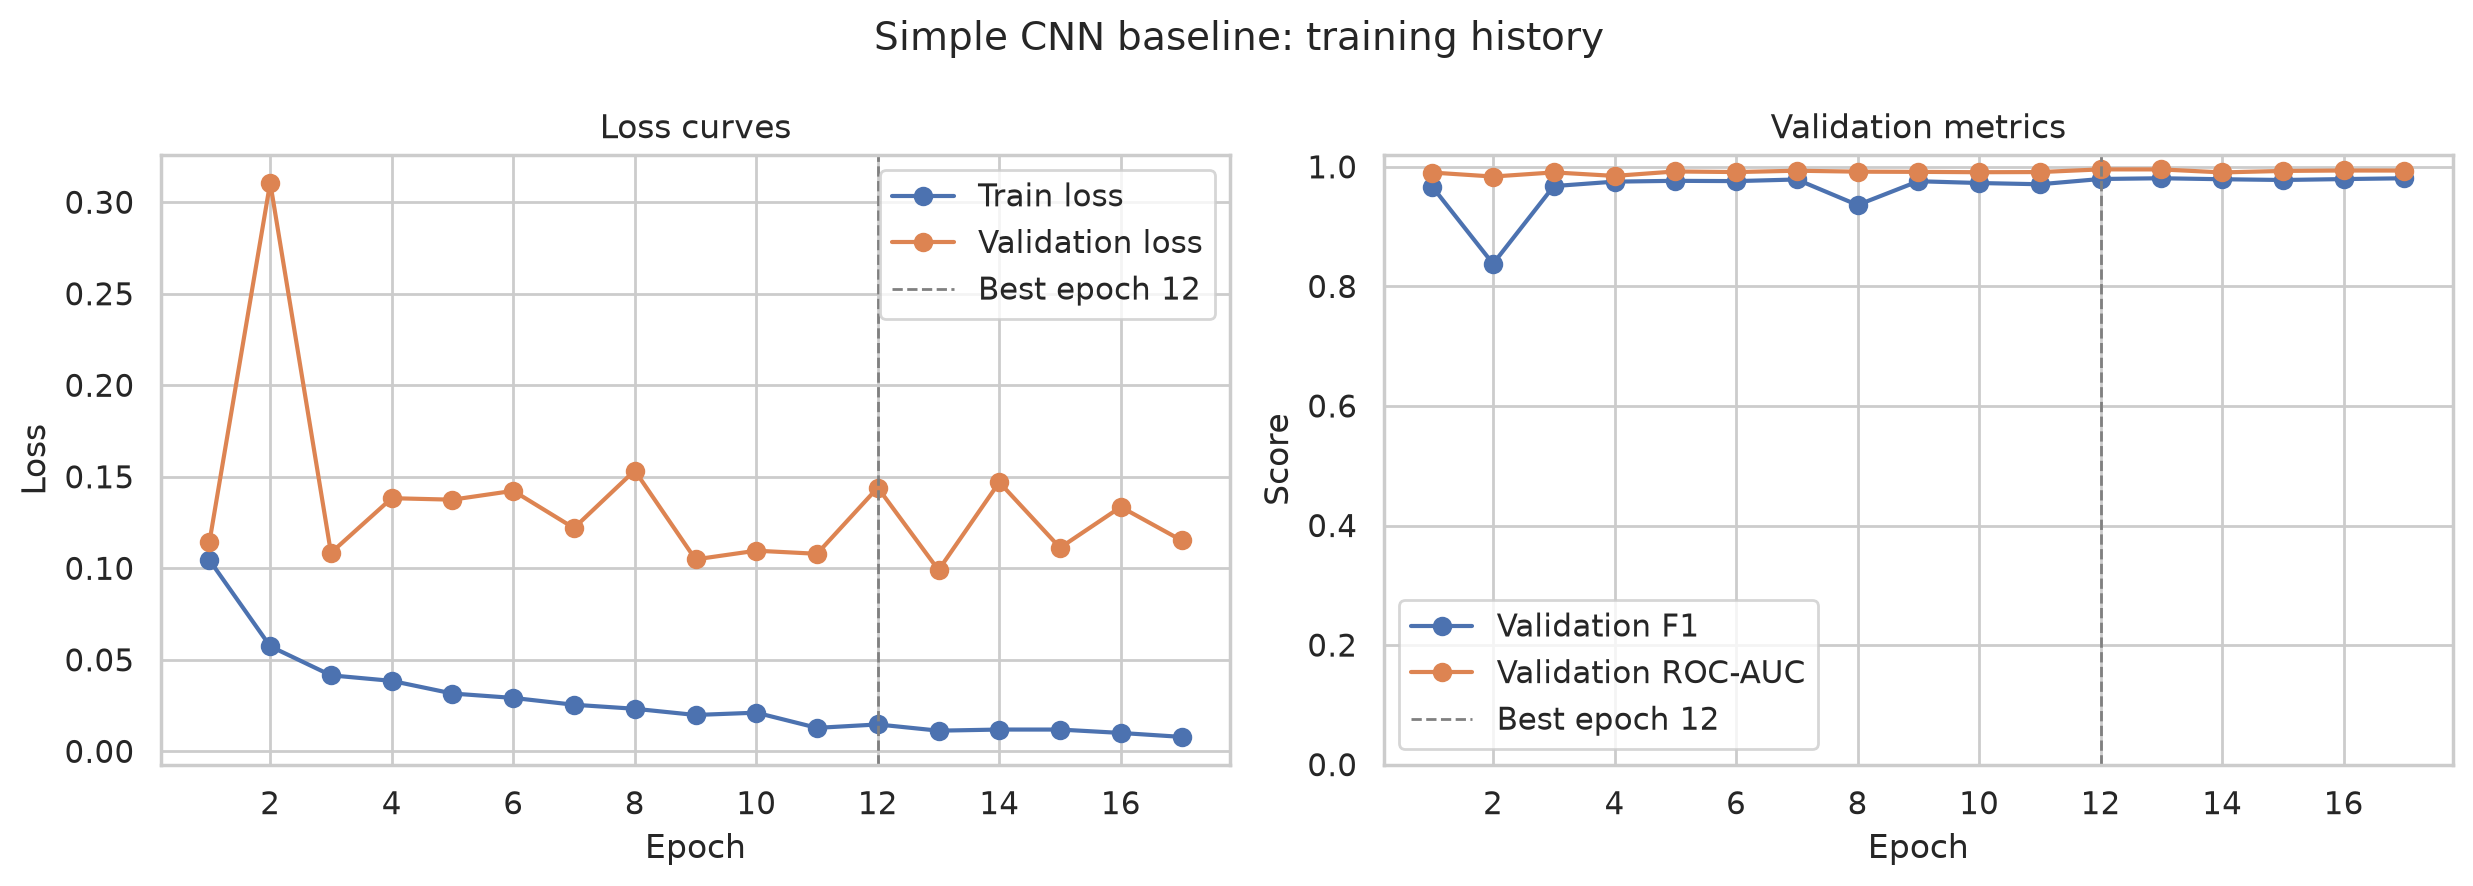 Simple CNN baseline: training history
Loss curves
Loss
0.30
0.25
0.20
0.15
0.10
0.05
0.00
2 4 6 8 10 12 14 16
Epoch
Train loss
Validation loss
Best epoch 12
Validation metrics
Score
1.0
0.8
0.6
0.4
0.2
0.0
2 4 6 8 10 12 14 16
Epoch
Validation F1
Validation ROC-AUC
Best epoch 12